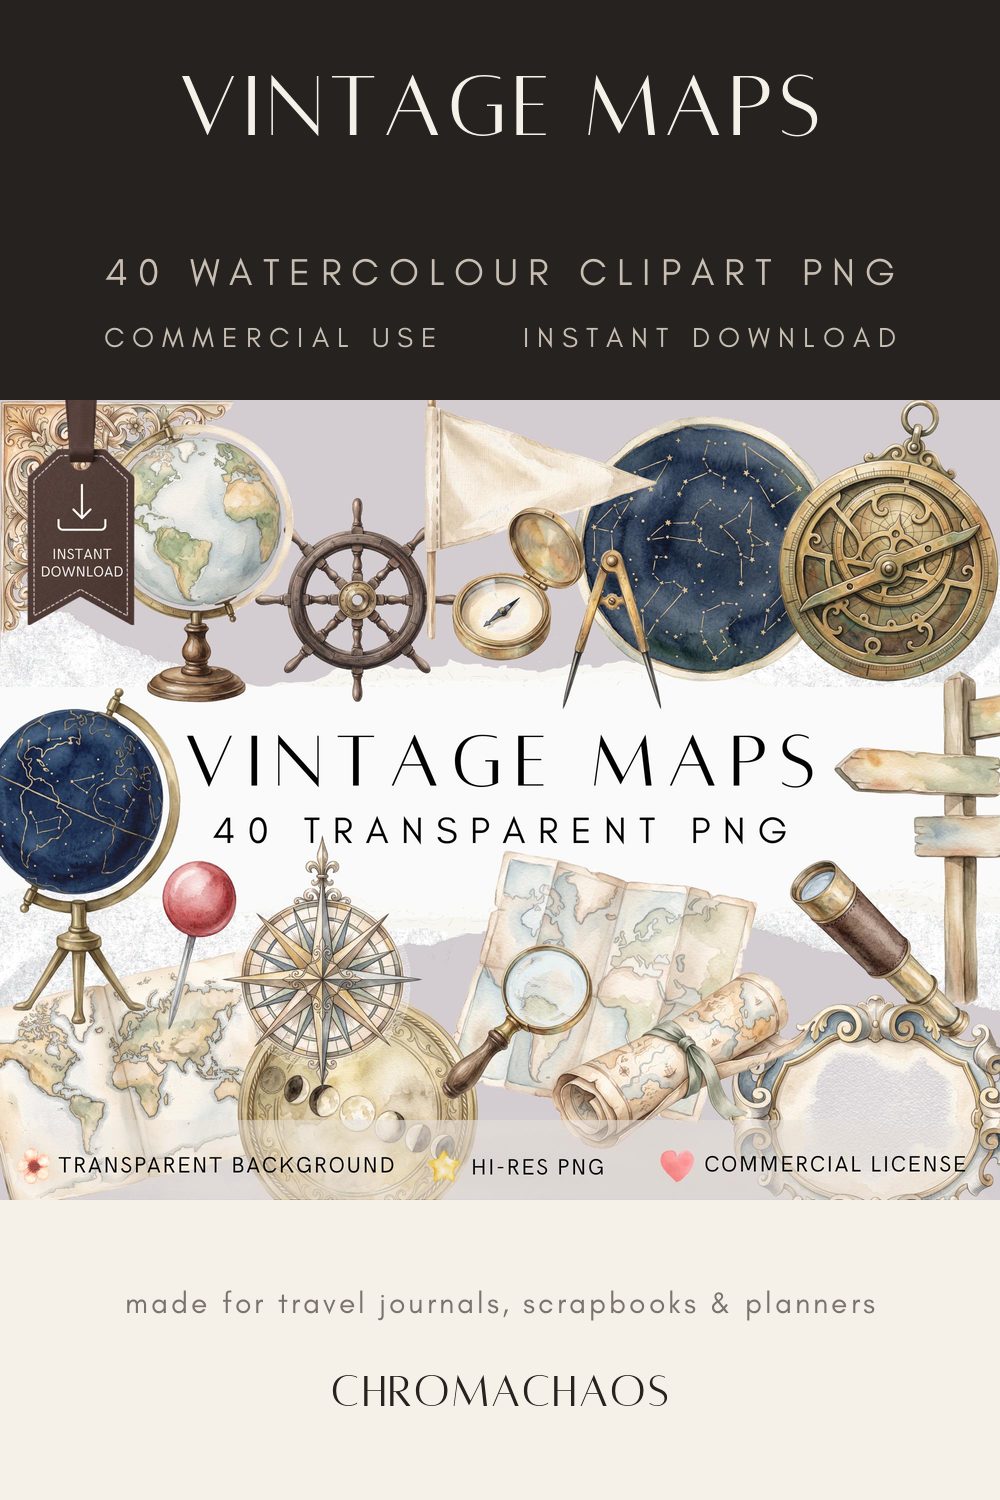 VINTAGE MAPS
40 WATERCOLOUR CLIPART PNG
COMMERCIAL USE
INSTANT DOWNLOAD
INSTANT
DOWNLOAD
VINTAGE MAPS
40 TRANSPARENT PNG
TRANSPARENT BACKGROUND
HI-RES PNG
COMMERCIAL LICENSE
made for travel journals, scrapbooks & planners
CHROMACHAOS